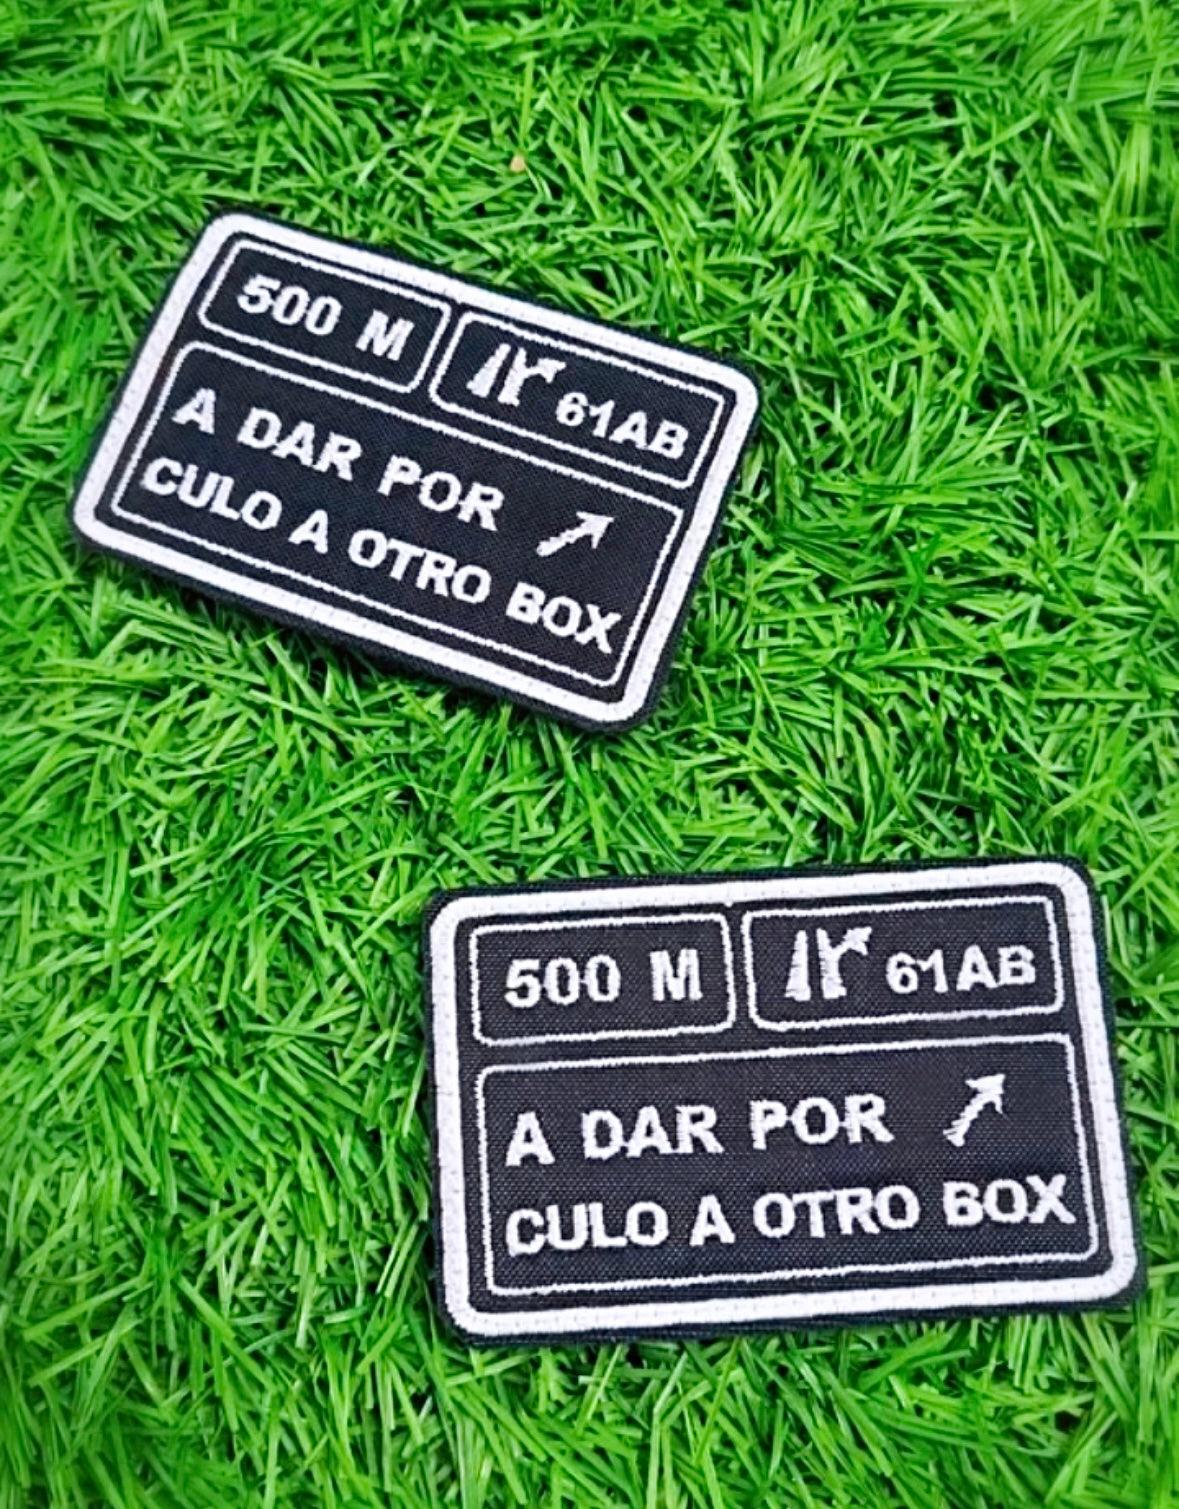 500 M
61AB
A DAR POR
CULO A OTRO BOX
500 M
61AB
A DAR POR
CULO A OTRO BOX